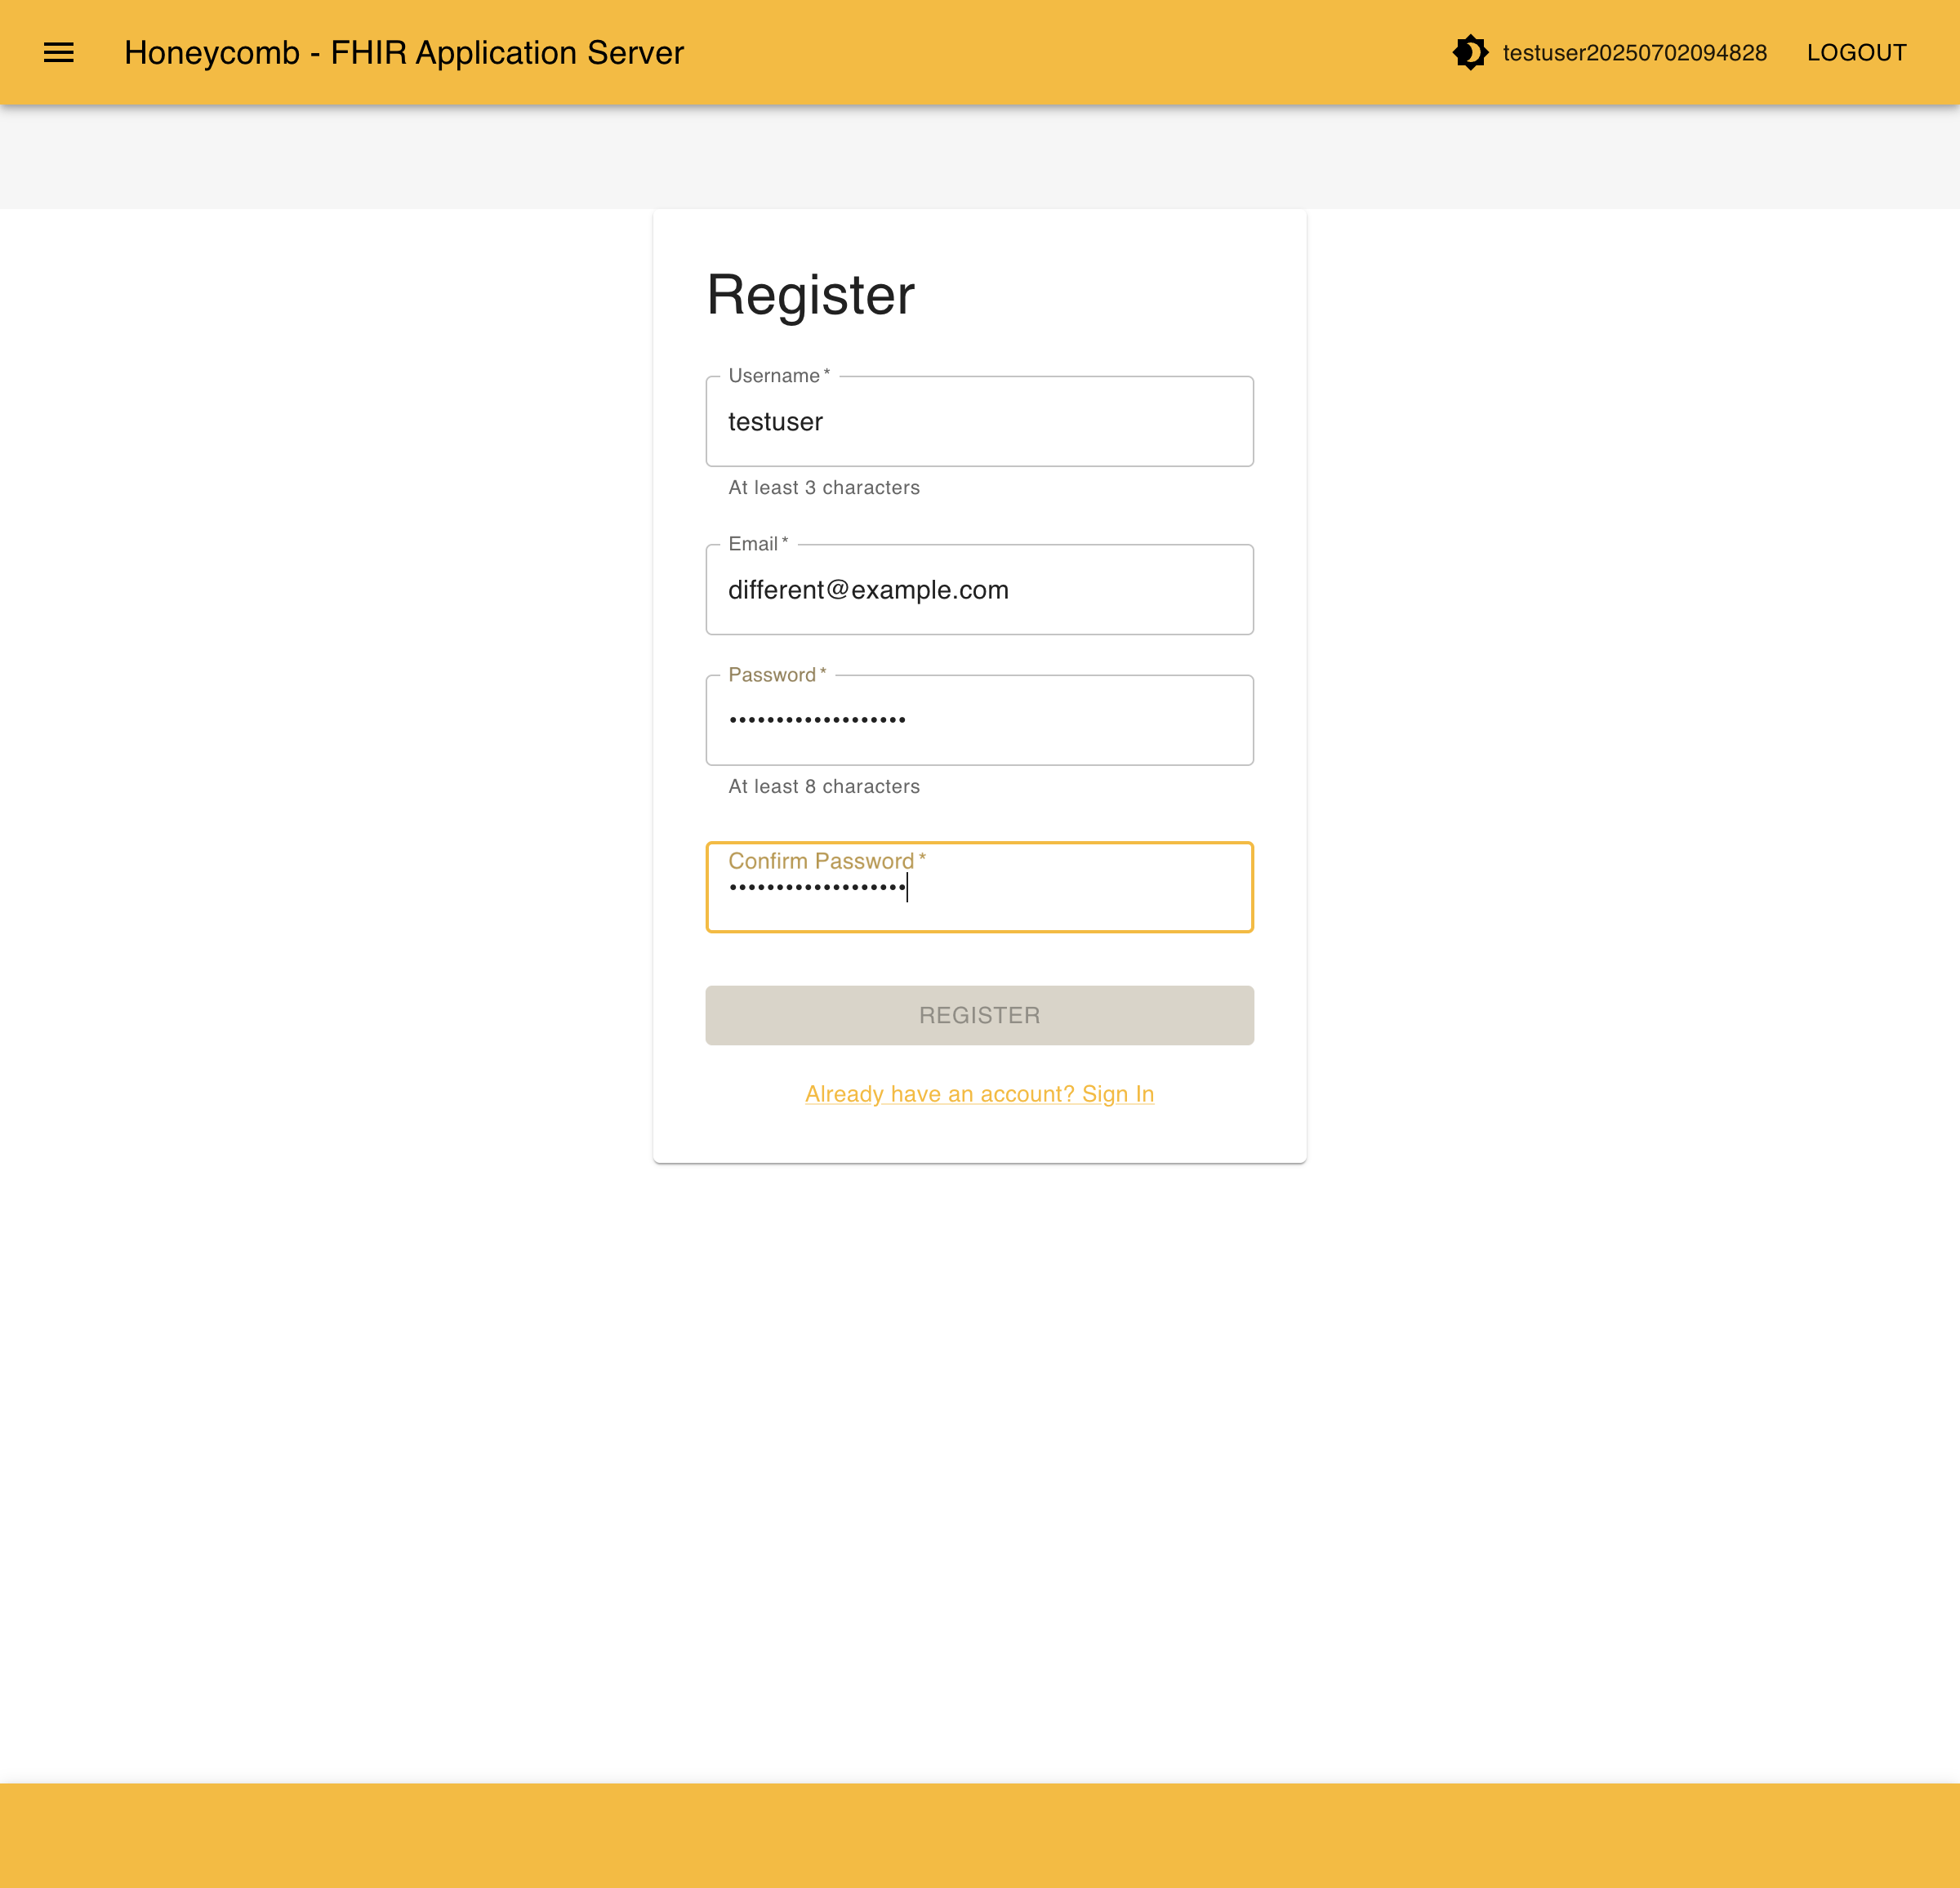 Honeycomb - FHIR Application Server
testuser20250702094828
LOGOUT
Register
Username *
testuser
At least 3 characters
Email *
different@example.com
Password *
•••••••••••••••••••
At least 8 characters
Confirm Password *
•••••••••••••••••••
REGISTER
Already have an account? Sign In